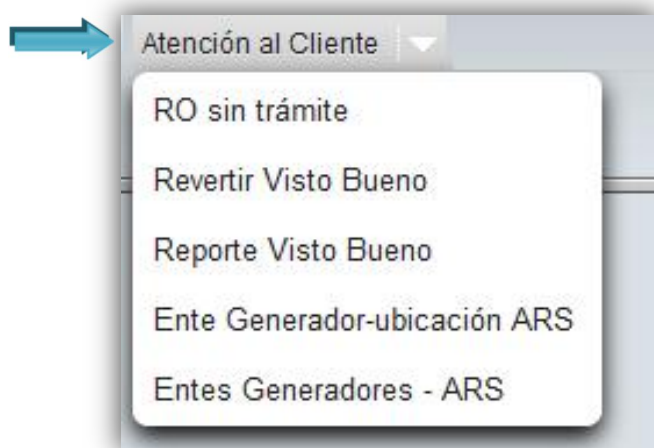 Atención al Cliente
RO sin trámite
Revertir Visto Bueno
Reporte Visto Bueno
Ente Generador-ubicación ARS
Entes Generadores - ARS